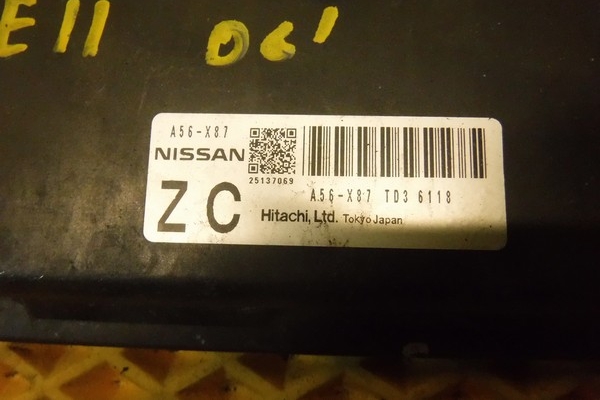 E11 06'
A56-X87
NISSAN
25137069
ZC
A56-X87 TD3 6118
Hitachi, Ltd. Tokyo Japan